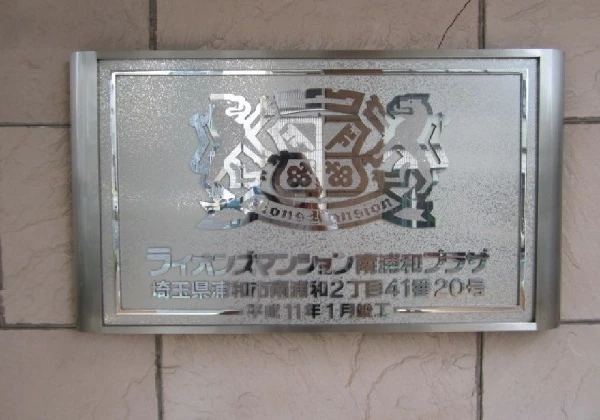 Lions Mansion
ライオンズマンション南浦和プラザ
埼玉県浦和市南浦和2丁目41番20号
平成11年1月竣工